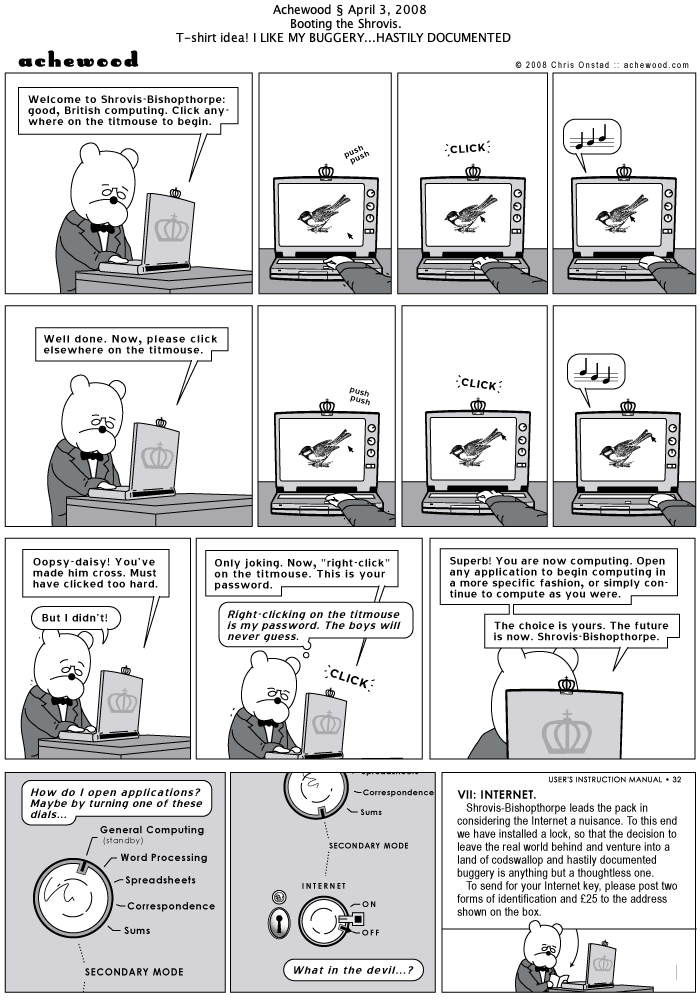 Achewood § April 3, 2008
Booting the Shrovis.
T-shirt idea! I LIKE MY BUGGERY...HASTILY DOCUMENTED
achewood
© 2008 Chris Onstad :: achewood.com
Welcome to Shrovis-Bishopthorpe:
good, British computing. Click any-
where on the titmouse to begin.
push
push
CLICK
Well done. Now, please click
elsewhere on the titmouse.
push
push
CLICK
Oopsy-daisy! You've
made him cross. Must
have clicked too hard.
But I didn't!
Only joking. Now, "right-click"
on the titmouse. This is your
password.
Right-clicking on the titmouse
is my password. The boys will
never guess.
CLICK
Superb! You are now computing. Open
any application to begin computing in
a more specific fashion, or simply con-
tinue to compute as you were.
The choice is yours. The future
is now. Shrovis-Bishopthorpe.
How do I open applications?
Maybe by turning one of these
dials...
General Computing
(standby)
Word Processing
Spreadsheets
Correspondence
Sums
SECONDARY MODE
Spreadsheets
Correspondence
Sums
SECONDARY MODE
INTERNET
ON
OFF
What in the devil...?
USER'S INSTRUCTION MANUAL • 32
VII: INTERNET.
Shrovis-Bishopthorpe leads the pack in
considering the Internet a nuisance. To this end
we have installed a lock, so that the decision to
leave the real world behind and venture into a
land of codswallop and hastily documented
buggery is anything but a thoughtless one.
To send for your Internet key, please post two
forms of identification and £25 to the address
shown on the box.